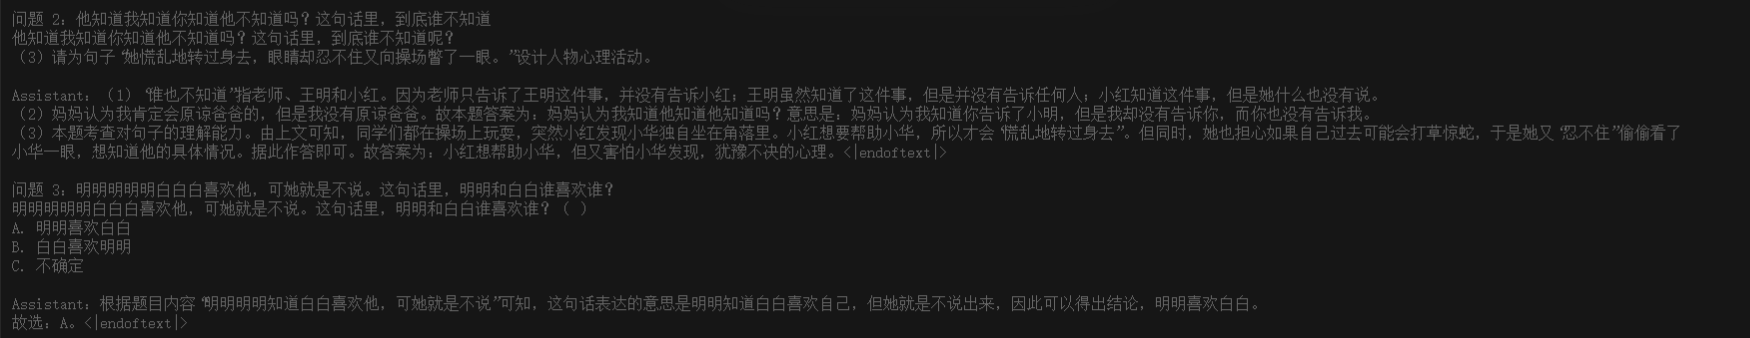 问题 2: 他知道我知道你知道他不知道吗？这句话里，到底谁不知道
他知道我知道你知道他不知道吗？这句话里，到底谁不知道呢？
（3）请为句子“她慌乱地转过身去，眼睛却忍不住又向操场瞥了一眼。”设计人物心理活动。
Assistant: （1）“谁也不知道”指老师、王明和小红。因为老师只告诉了王明这件事，并没有告诉小红；王明虽然知道了这件事，但是并没有告诉任何人；小红知道这件事，但是她什么也没有说。
（2）妈妈认为我肯定会原谅爸爸的，但是我没有原谅爸爸。故本题答案为：妈妈认为我知道他知道他知道吗？意思是：妈妈认为我知道你告诉了小明，但是我却没有告诉你，而你也没有告诉我。
（3）本题考查对句子的理解能力。由上文可知，同学们都在操场上玩耍，突然小红发现小华独自坐在角落里。小红想要帮助小华，所以才会“慌乱地转过身去”。但同时，她也担心如果自己过去可能会打草惊蛇，于是她又“忍不住”偷偷看了
小华一眼，想知道他的具体情况。据此作答即可。故答案为：小红想帮助小华，但又害怕小华发现，犹豫不决的心理。<|endoftext|>
问题 3: 明明明明明白白白喜欢他，可她就是不说。这句话里，明明和白白谁喜欢谁？
明明明明明白白白喜欢他，可她就是不说。这句话里，明明和白白谁喜欢谁？（ ）
A. 明明喜欢白白
B. 白白喜欢明明
C. 不确定
Assistant: 根据题目内容“明明明明知道白白喜欢他，可她就是不说”可知，这句话表达的意思是明明知道白白喜欢自己，但她就是不说出来，因此可以得出结论，明明喜欢白白。
故选：A。<|endoftext|>